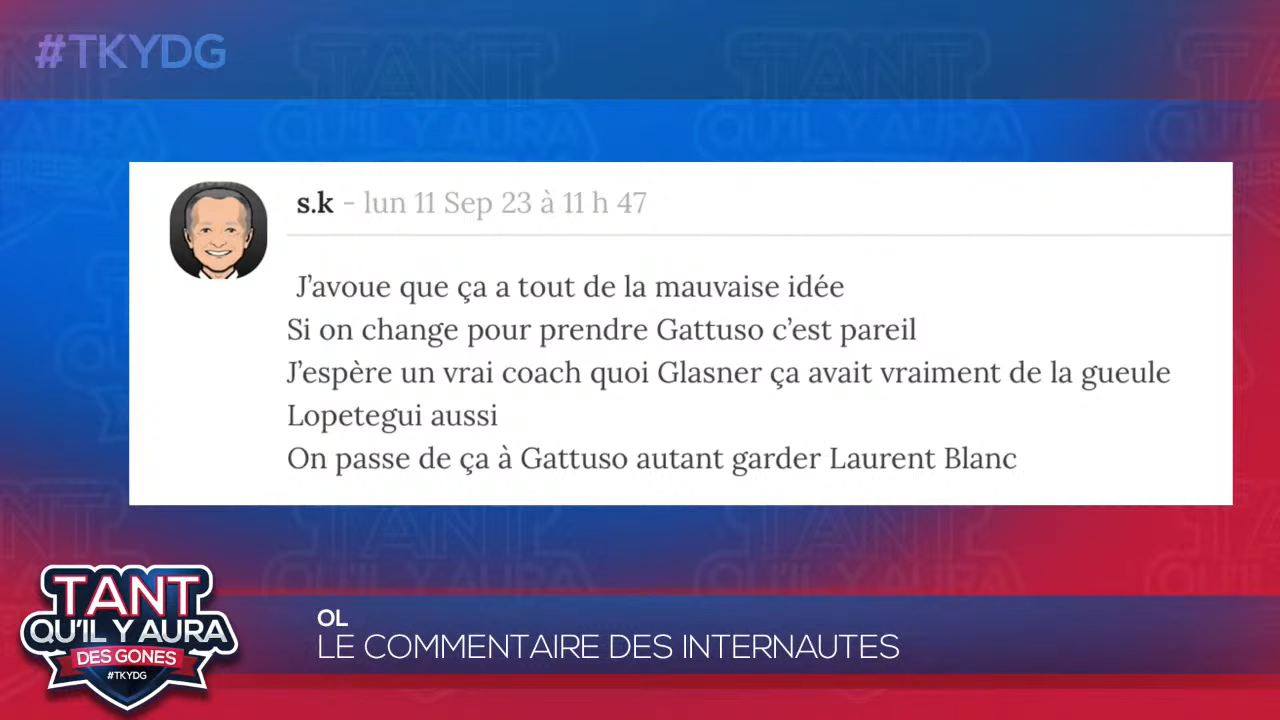 #TKYDG
s.k - lun 11 Sep 23 à 11 h 47
J'avoue que ça a tout de la mauvaise idée
Si on change pour prendre Gattuso c'est pareil
J'espère un vrai coach quoi Glasner ça avait vraiment de la gueule
Lopetegui aussi
On passe de ça à Gattuso autant garder Laurent Blanc
TANT
QU'IL Y AURA
DES GONES
#TKYDG
OL
LE COMMENTAIRE DES INTERNAUTES